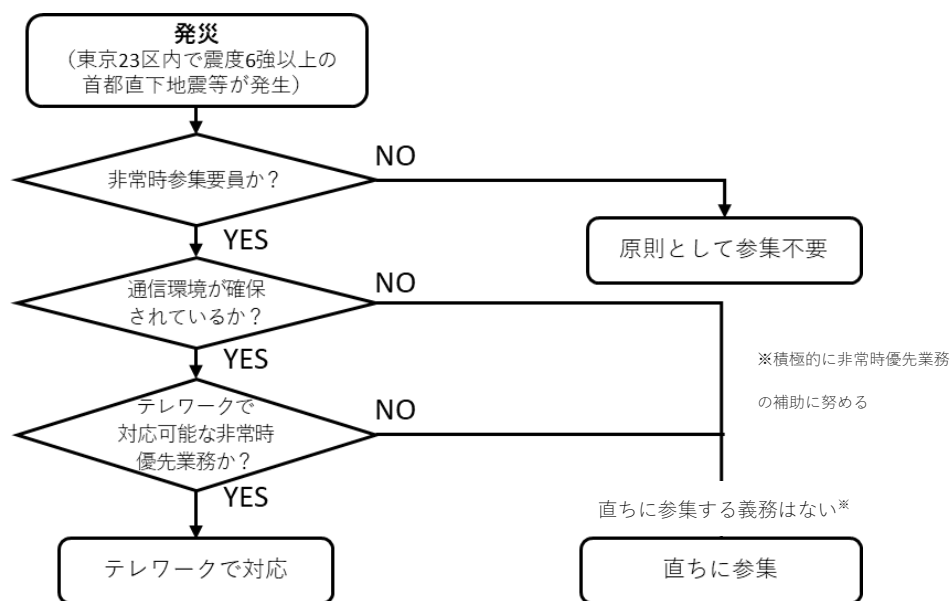 発災
（東京23区内で震度6強以上の
首都直下地震等が発生）
非常時参集要員か？
NO
YES
原則として参集不要
通信環境が確保
されているか？
NO
YES
※積極的に非常時優先業務
の補助に努める
テレワークで
対応可能な非常時
優先業務か？
NO
YES
直ちに参集する義務はない※
テレワークで対応
直ちに参集